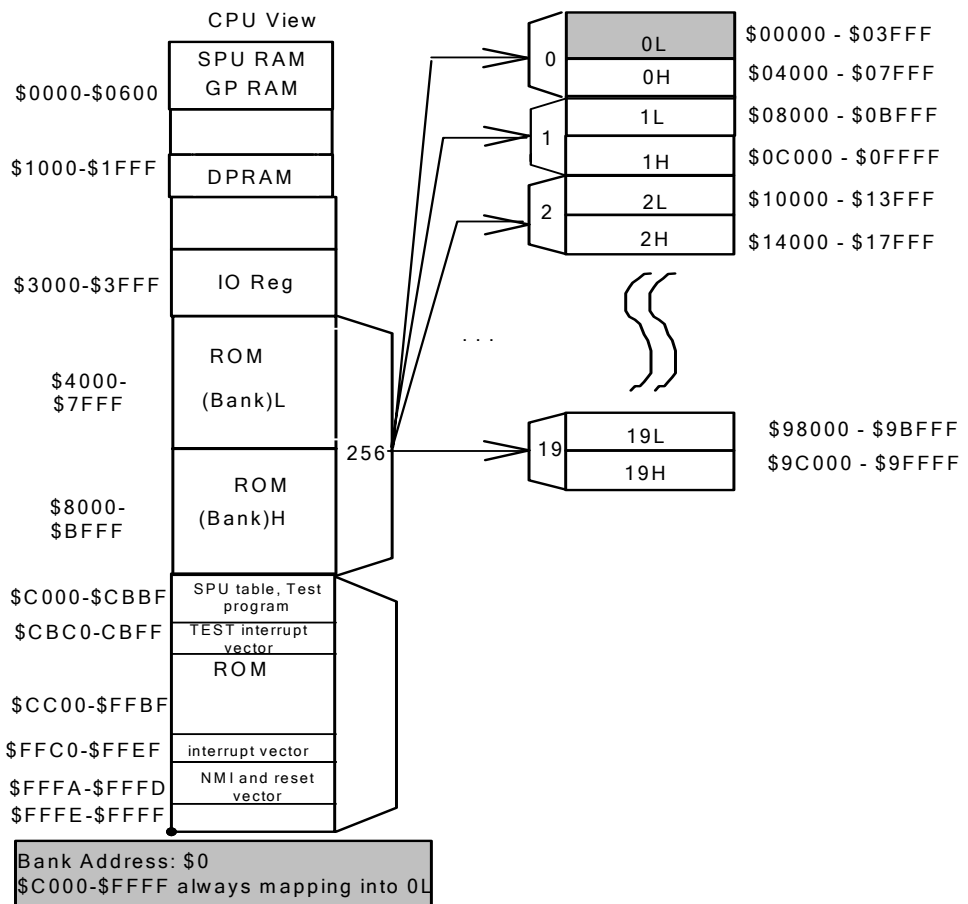 CPU View
SPU RAM
GP RAM
$0000-$0600
$1000-$1FFF
DPRAM
$3000-$3FFF
IO Reg
ROM
(Bank)L
$4000-
$7FFF
256
ROM
(Bank)H
$8000-
$BFFF
$C000-$CBBF
SPU table, Test
program
$CBC0-CBFF
TEST interrupt
vector
ROM
$CC00-$FFBF
$FFC0-$FFEF
interrupt vector
$FFFA-$FFFD
NMI and reset
vector
$FFFE-$FFFF
Bank Address: $0
$C000-$FFFF always mapping into 0L
0
0L
$00000 - $03FFF
0H
$04000 - $07FFF
1
1L
$08000 - $0BFFF
1H
$0C000 - $0FFFF
2
2L
$10000 - $13FFF
2H
$14000 - $17FFF
. . .
19
19L
$98000 - $9BFFF
19H
$9C000 - $9FFFF